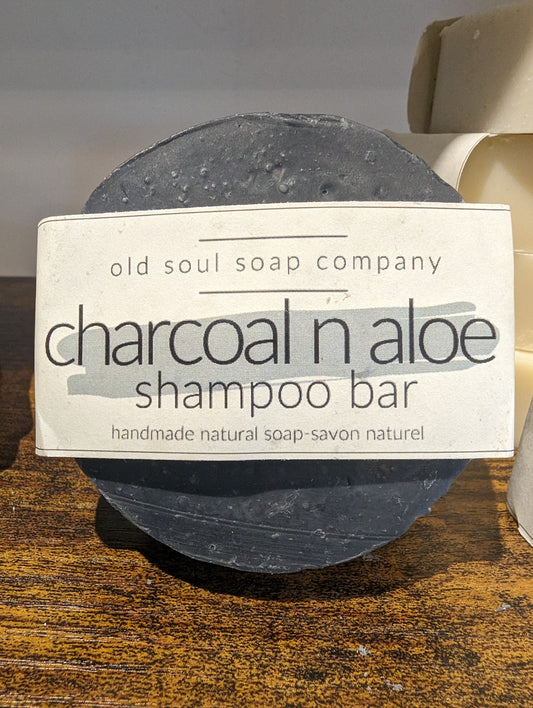 old soul soap company
charcoal n aloe
shampoo bar
handmade natural soap-savon naturel